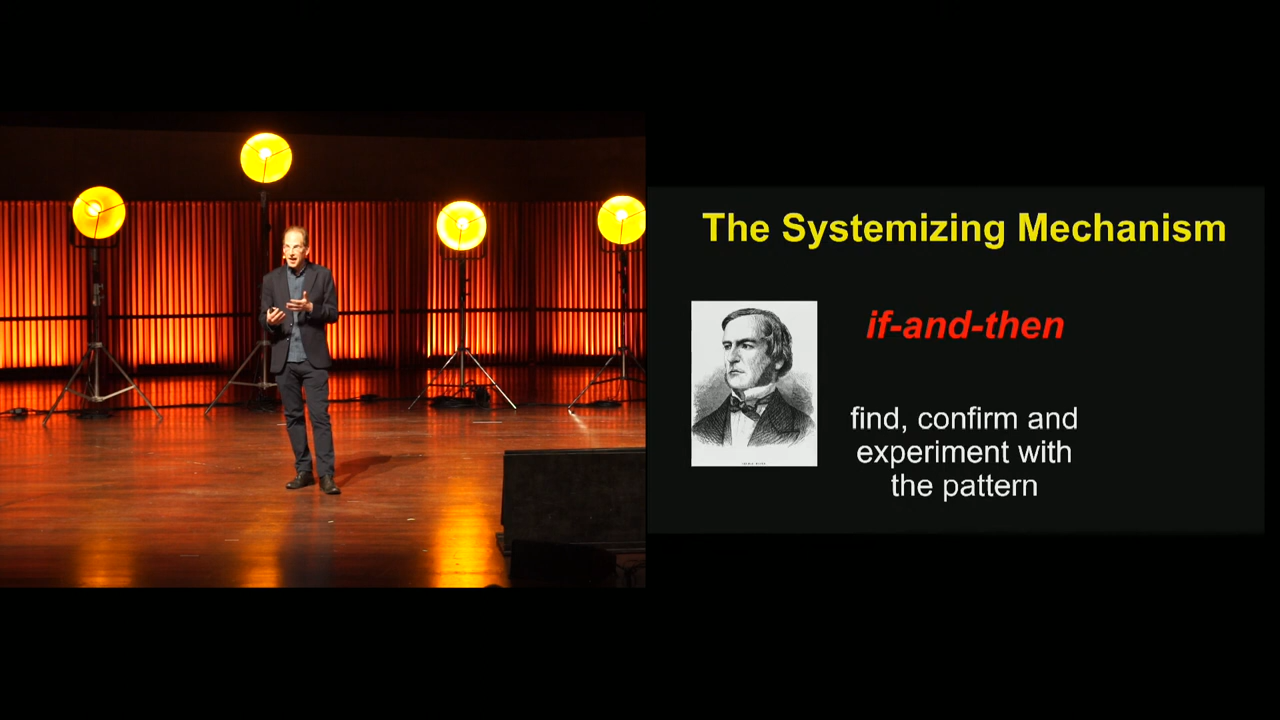 The Systemizing Mechanism
if-and-then
find, confirm and
experiment with
the pattern